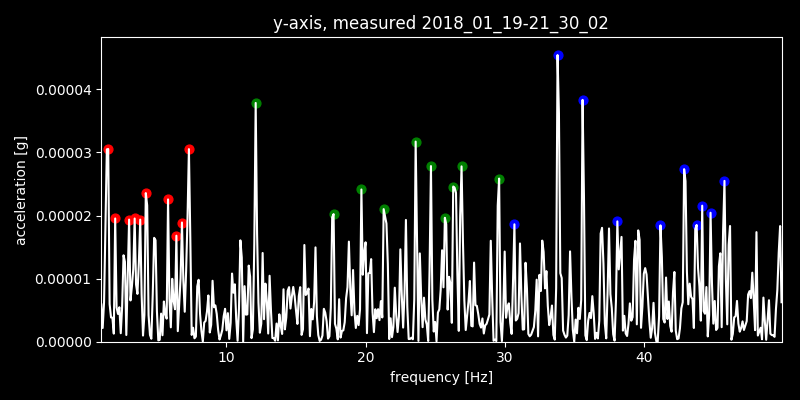 y-axis, measured 2018_01_19-21_30_02
acceleration [g]
0.00004
0.00003
0.00002
0.00001
0.00000
10 20 30 40
frequency [Hz]